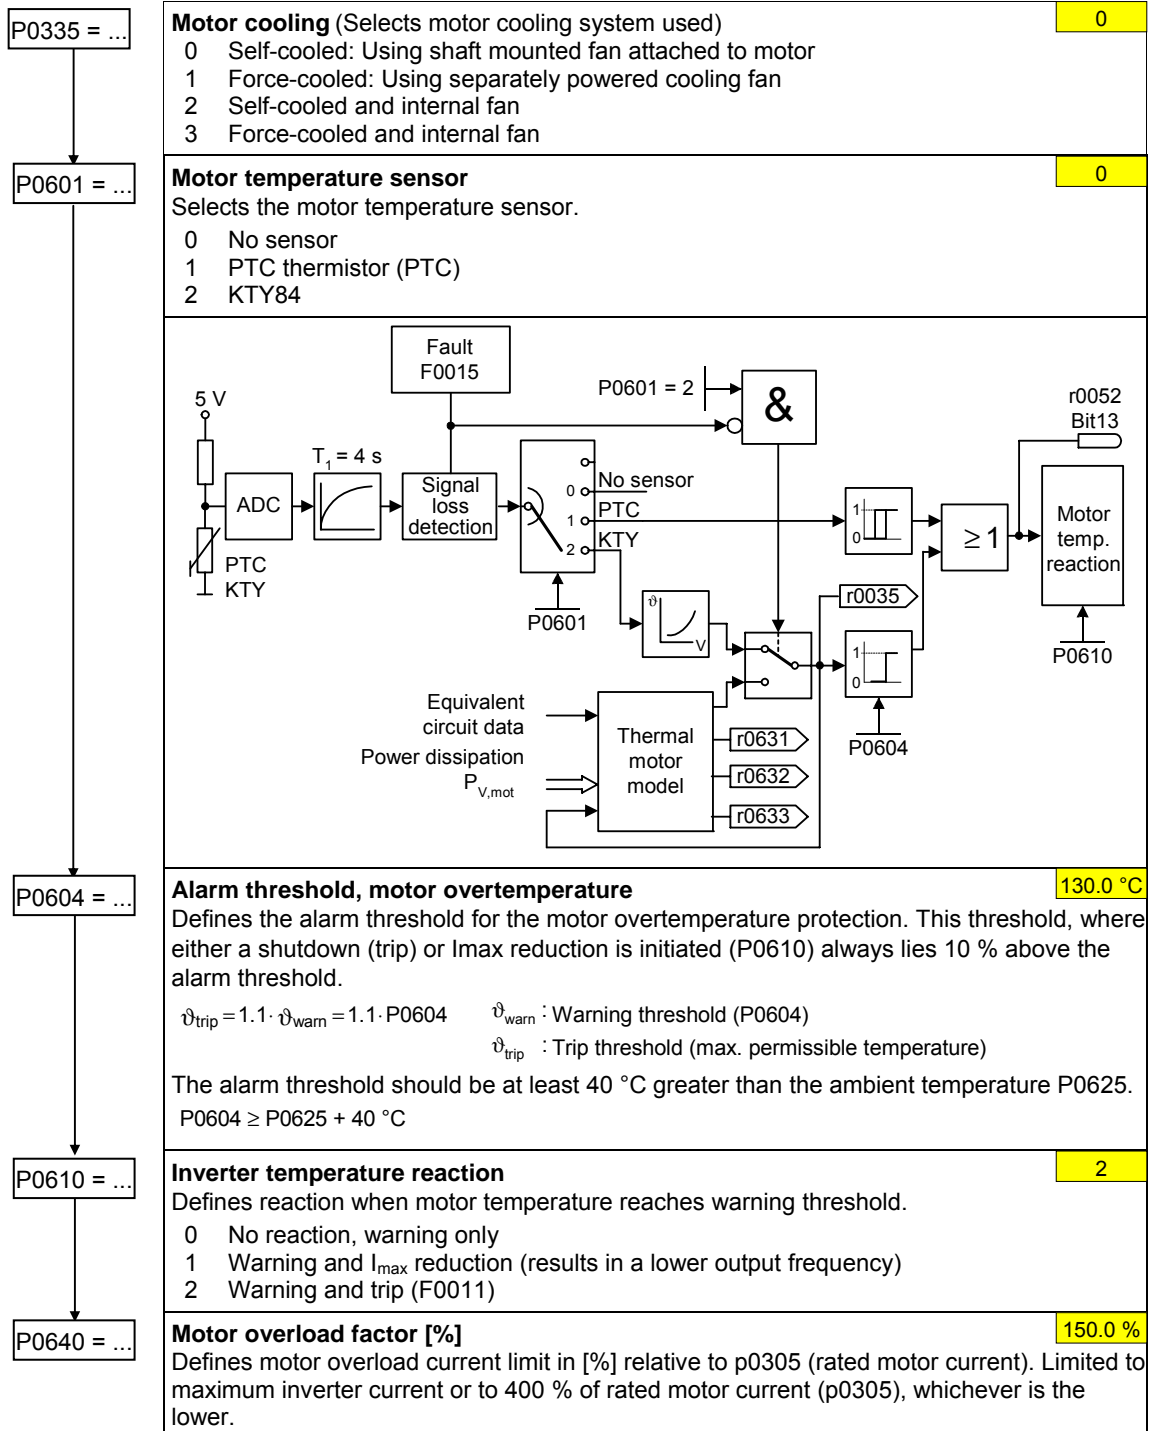 P0335 = ...
Motor cooling (Selects motor cooling system used)
0
0 Self-cooled: Using shaft mounted fan attached to motor
1 Force-cooled: Using separately powered cooling fan
2 Self-cooled and internal fan
3 Force-cooled and internal fan
P0601 = ...
Motor temperature sensor
0
Selects the motor temperature sensor.
0 No sensor
1 PTC thermistor (PTC)
2 KTY84
Fault
F0015
P0601 = 2
&
r0052
Bit13
5 V
T1 = 4 s
ADC
Signal
loss
detection
0
No sensor
1
PTC
2
KTY
PTC
KTY
P0601
1
0
≥ 1
Motor
temp.
reaction
P0610
ϑ
V
r0035
1
0
P0604
Equivalent
circuit data
Power dissipation
PV,mot
Thermal
motor
model
r0631
r0632
r0633
P0604 = ...
Alarm threshold, motor overtemperature
130.0 °C
Defines the alarm threshold for the motor overtemperature protection. This threshold, where
either a shutdown (trip) or Imax reduction is initiated (P0610) always lies 10 % above the
alarm threshold.
ϑtrip = 1.1· ϑwarn = 1.1· P0604
ϑwarn : Warning threshold (P0604)
ϑtrip : Trip threshold (max. permissible temperature)
The alarm threshold should be at least 40 °C greater than the ambient temperature P0625.
P0604 ≥ P0625 + 40 °C
P0610 = ...
Inverter temperature reaction
2
Defines reaction when motor temperature reaches warning threshold.
0 No reaction, warning only
1 Warning and Imax reduction (results in a lower output frequency)
2 Warning and trip (F0011)
P0640 = ...
Motor overload factor [%]
150.0 %
Defines motor overload current limit in [%] relative to p0305 (rated motor current). Limited to
maximum inverter current or to 400 % of rated motor current (p0305), whichever is the
lower.